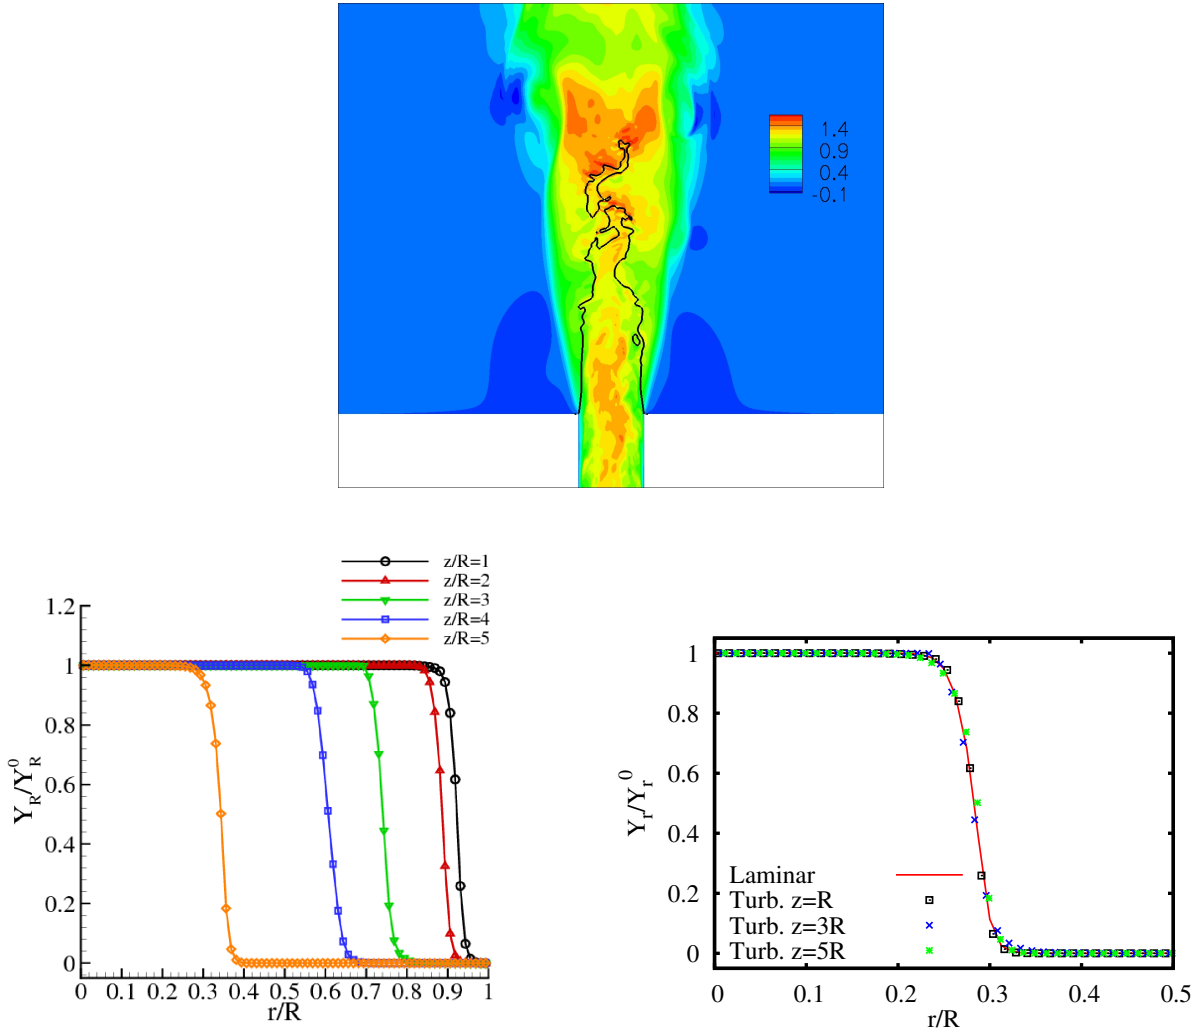 1.4
0.9
0.4
-0.1
z/R=1
z/R=2
z/R=3
z/R=4
z/R=5
1.2
1
0.8
0.6
0.4
0.2
0
Y_R/Y_R^0
0 0.1 0.2 0.3 0.4 0.5 0.6 0.7 0.8 0.9 1
r/R
1
0.8
0.6
0.4
0.2
0
Y_r/Y_r^0
Laminar
Turb. z=R
Turb. z=3R
Turb. z=5R
0 0.1 0.2 0.3 0.4 0.5
r/R